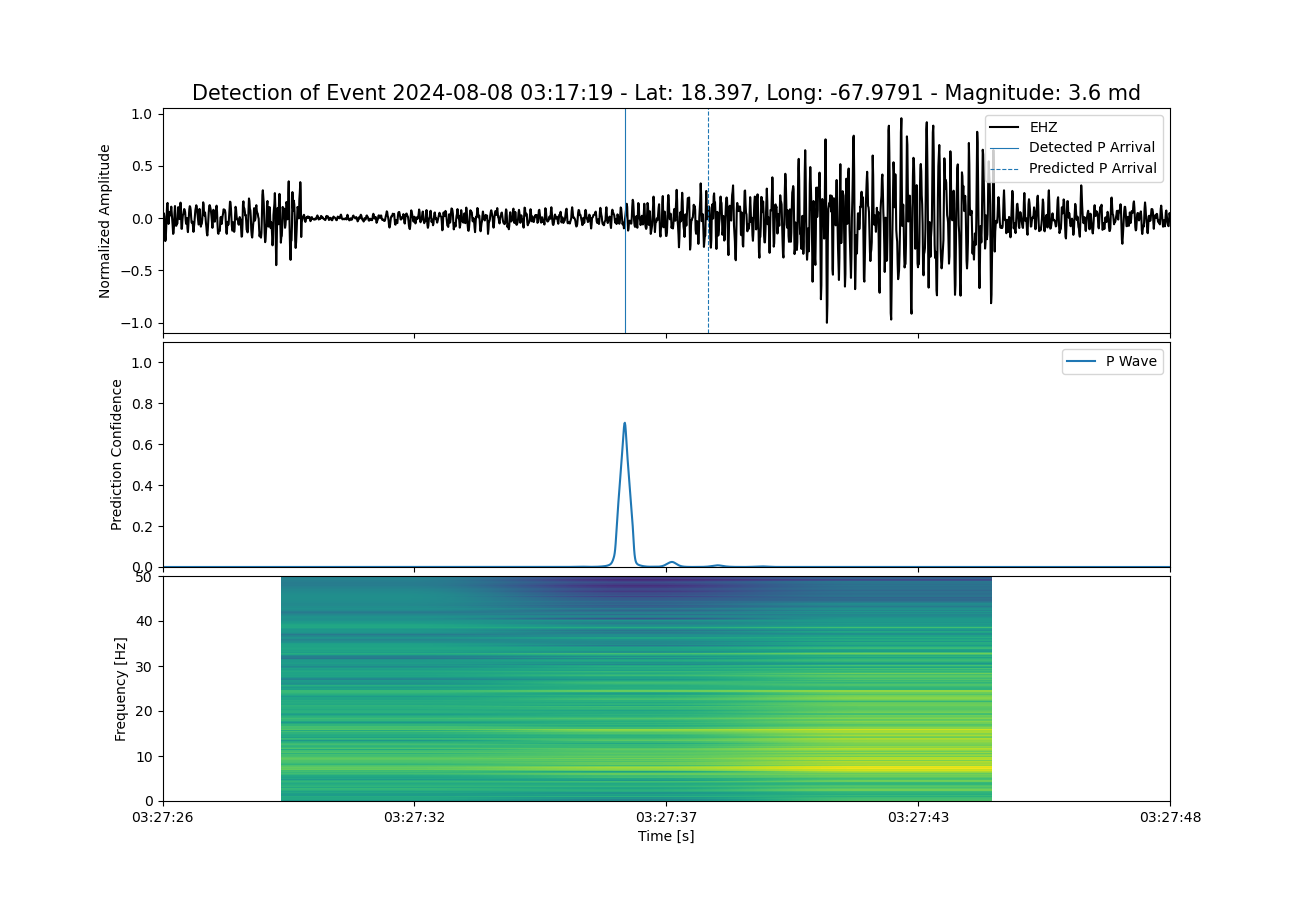 Detection of Event 2024-08-08 03:17:19 - Lat: 18.397, Long: -67.9791 - Magnitude: 3.6 md
1.0
0.5
0.0
−0.5
−1.0
Normalized Amplitude
EHZ
Detected P Arrival
Predicted P Arrival
1.0
0.8
0.6
0.4
0.2
0.0
Prediction Confidence
P Wave
50
40
30
20
10
0
Frequency [Hz]
03:27:26
03:27:32
03:27:37
03:27:43
03:27:48
Time [s]